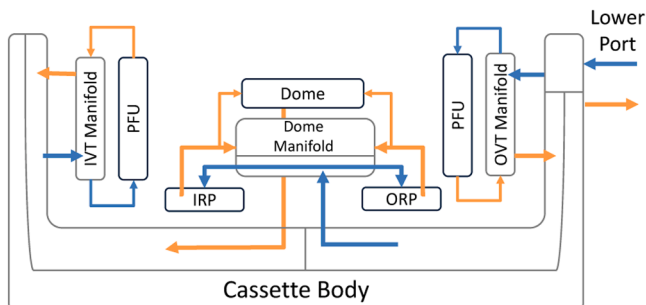 Lower
Port
IVT Manifold
PFU
Dome
Dome
Manifold
PFU
OVT Manifold
IRP
ORP
Cassette Body